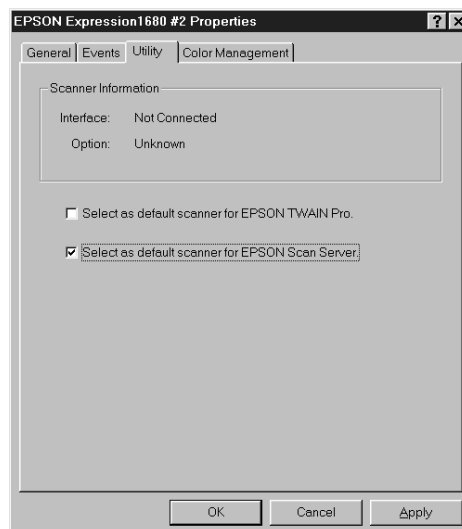 EPSON Expression1680 #2 Properties
General Events Utility Color Management
Scanner Information
Interface: Not Connected
Option: Unknown
Select as default scanner for EPSON TWAIN Pro.
Select as default scanner for EPSON Scan Server.
OK Cancel Apply